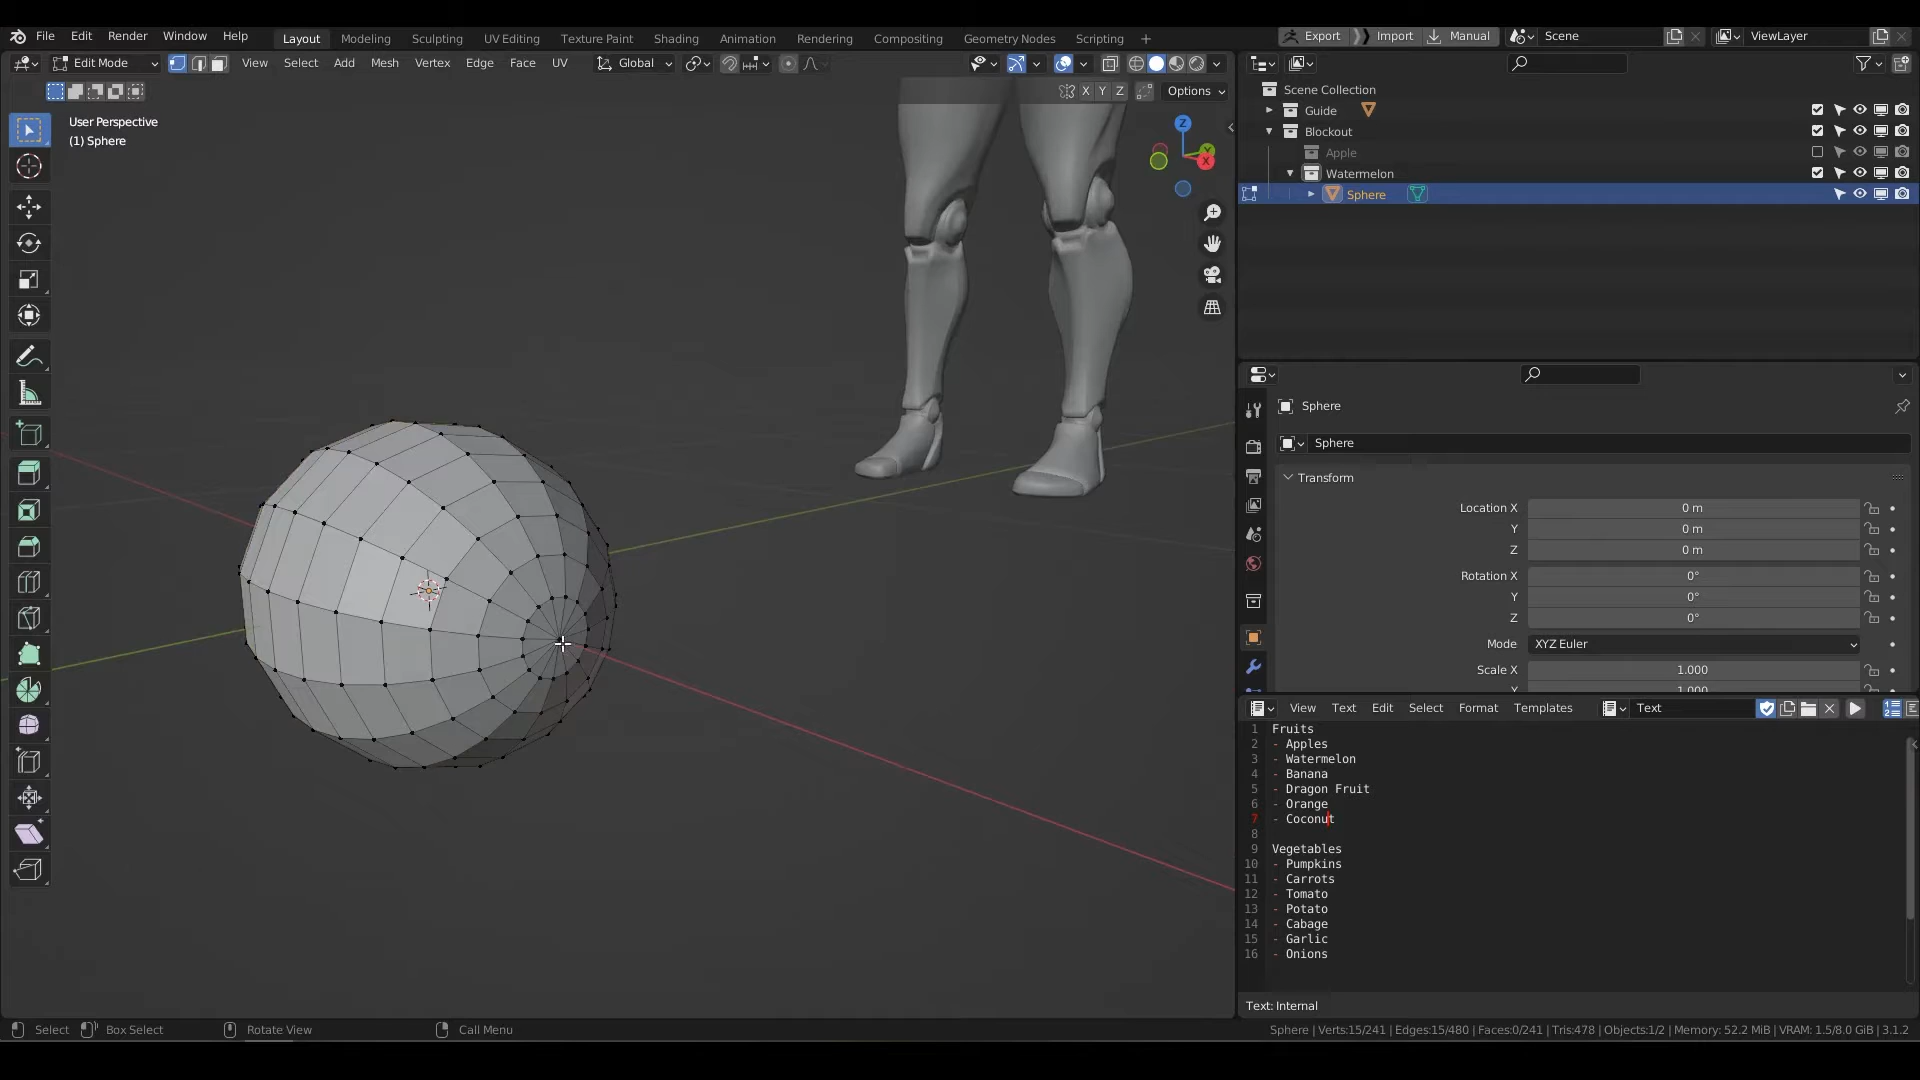 File Edit Render Window Help Layout Modeling Sculpting UV Editing Texture Paint Shading Animation Rendering Compositing Geometry Nodes Scripting + Export Import Manual Scene ViewLayer
Edit Mode View Select Add Mesh Vertex Edge Face UV Global
X Y Z Options
User Perspective
(1) Sphere
Z
Y
X
Scene Collection
Guide
Blockout
Apple
Watermelon
Sphere
Sphere
Sphere
Transform
Location X 0 m
Y 0 m
Z 0 m
Rotation X 0°
Y 0°
Z 0°
Mode XYZ Euler
Scale X 1.000
Y 1.000
View Text Edit Select Format Templates Text
1 Fruits
2 - Apples
3 - Watermelon
4 - Banana
5 - Dragon Fruit
6 - Orange
7 - Coconut
8
9 Vegetables
10 - Pumpkins
11 - Carrots
12 - Tomato
13 - Potato
14 - Cabage
15 - Garlic
16 - Onions
Text: Internal
Select Box Select Rotate View Call Menu Sphere | Verts:15/241 | Edges:15/480 | Faces:0/241 | Tris:478 | Objects:1/2 | Memory: 52.2 MiB | VRAM: 1.5/8.0 GiB | 3.1.2